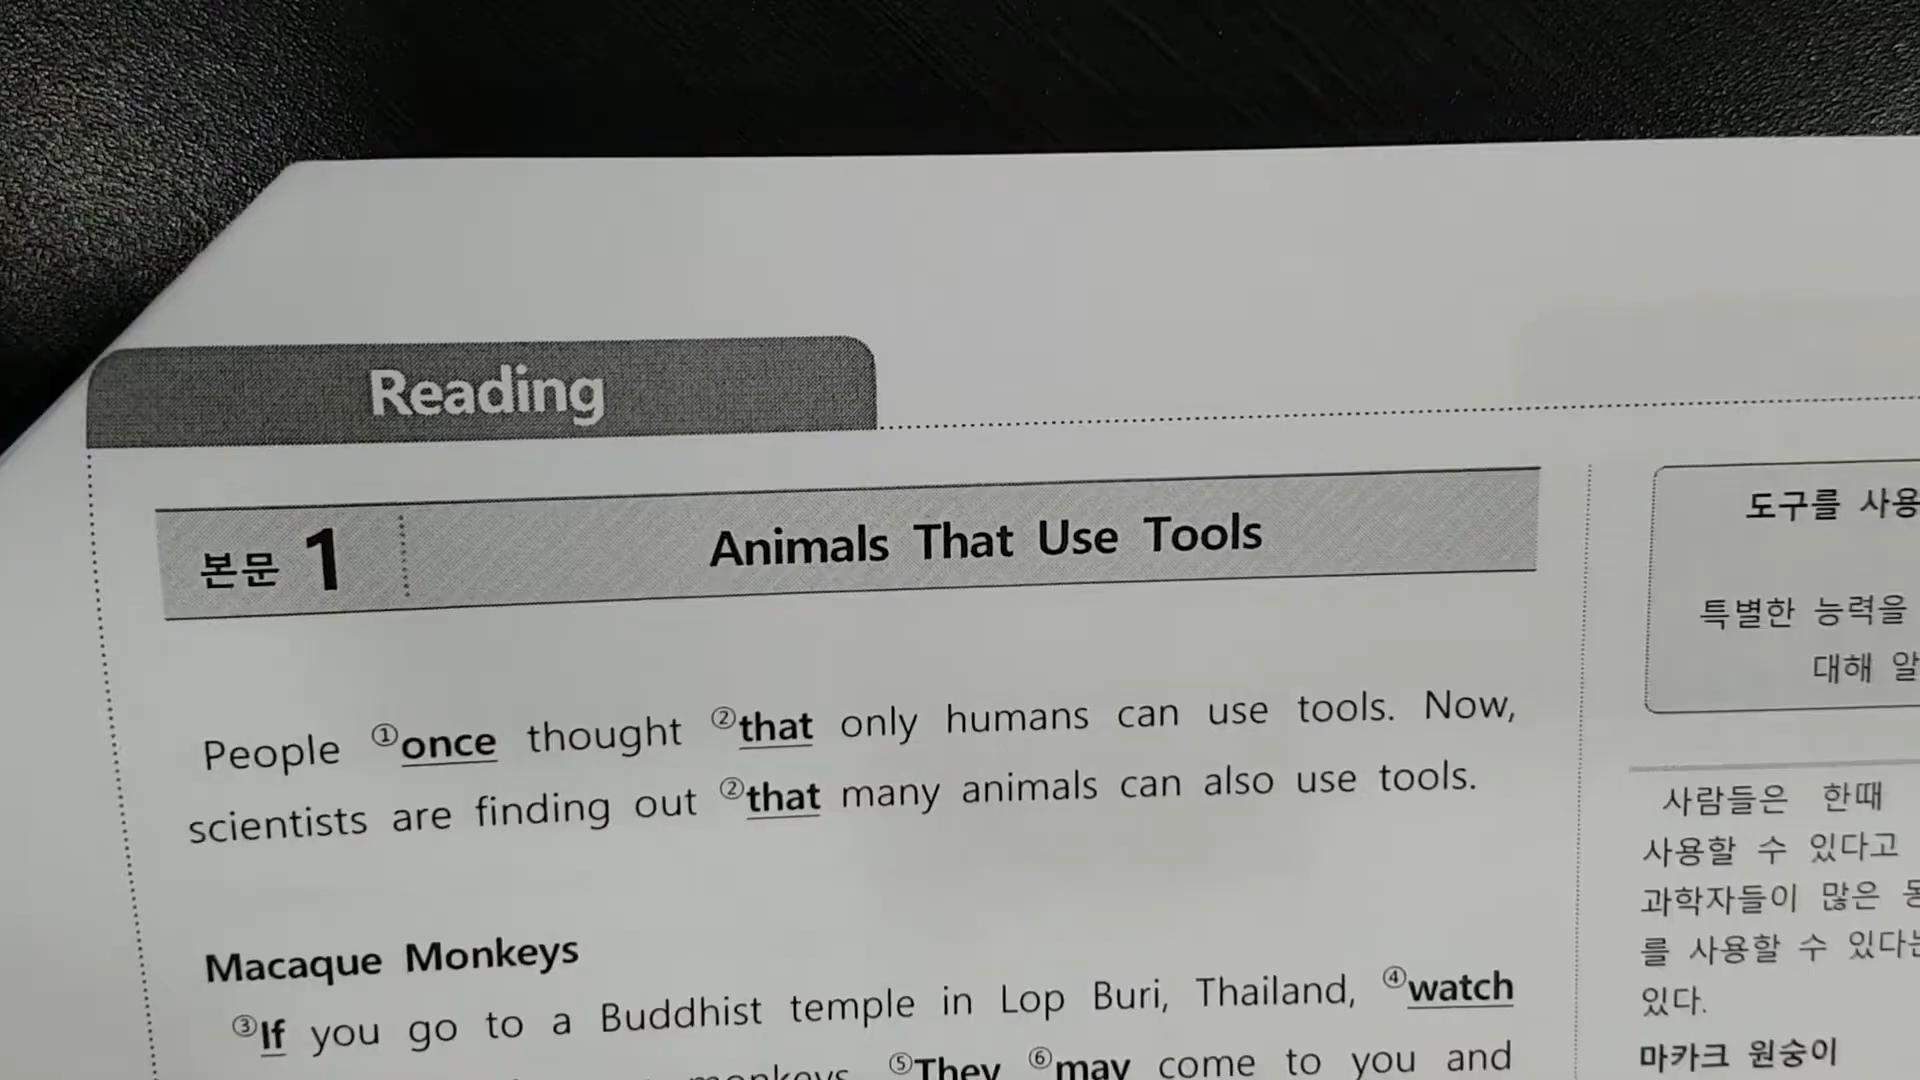 Reading
본문 1 Animals That Use Tools
People ①once thought ②that only humans can use tools. Now,
scientists are finding out ②that many animals can also use tools.
Macaque Monkeys
③If you go to a Buddhist temple in Lop Buri, Thailand, ④watch
monkeys. ⑤They ⑥may come to you and
도구를 사용
특별한 능력을
대해 알
사람들은 한때
사용할 수 있다고
과학자들이 많은
를 사용할 수 있다는
있다.
마카크 원숭이